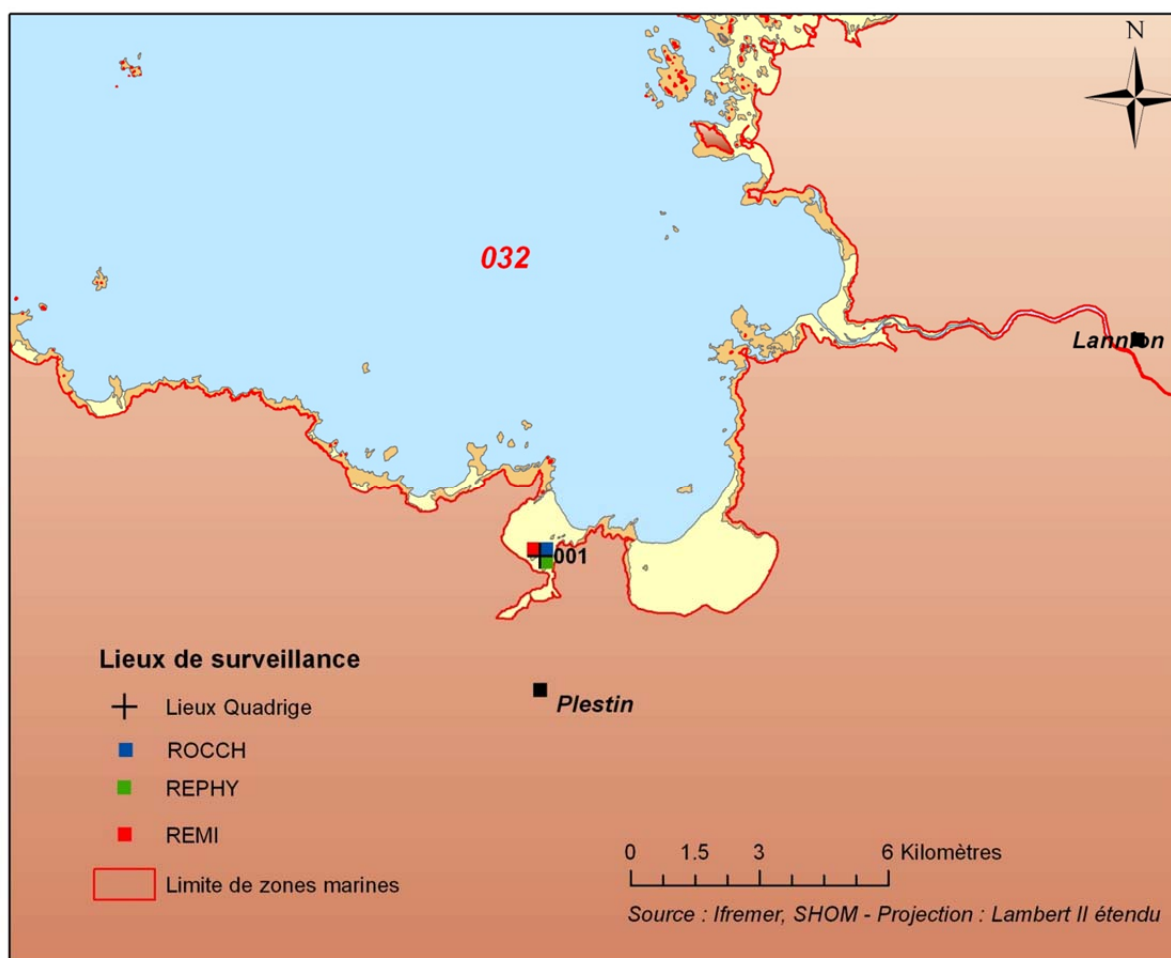 N
032
Lannion
001
Plestin
Lieux de surveillance
Lieux Quadrige
ROCCH
REPHY
REMI
Limite de zones marines
0 1.5 3 6 Kilomètres
Source : Ifremer, SHOM - Projection : Lambert II étendu